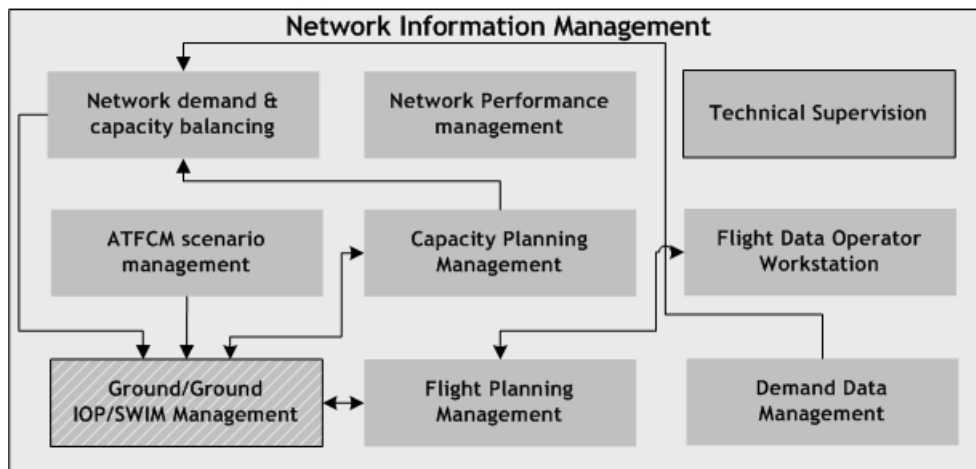 Network Information Management
Network demand &
capacity balancing
Network Performance
management
Technical Supervision
ATFCM scenario
management
Capacity Planning
Management
Flight Data Operator
Workstation
Ground/Ground
IOP/SWIM Management
Flight Planning
Management
Demand Data
Management